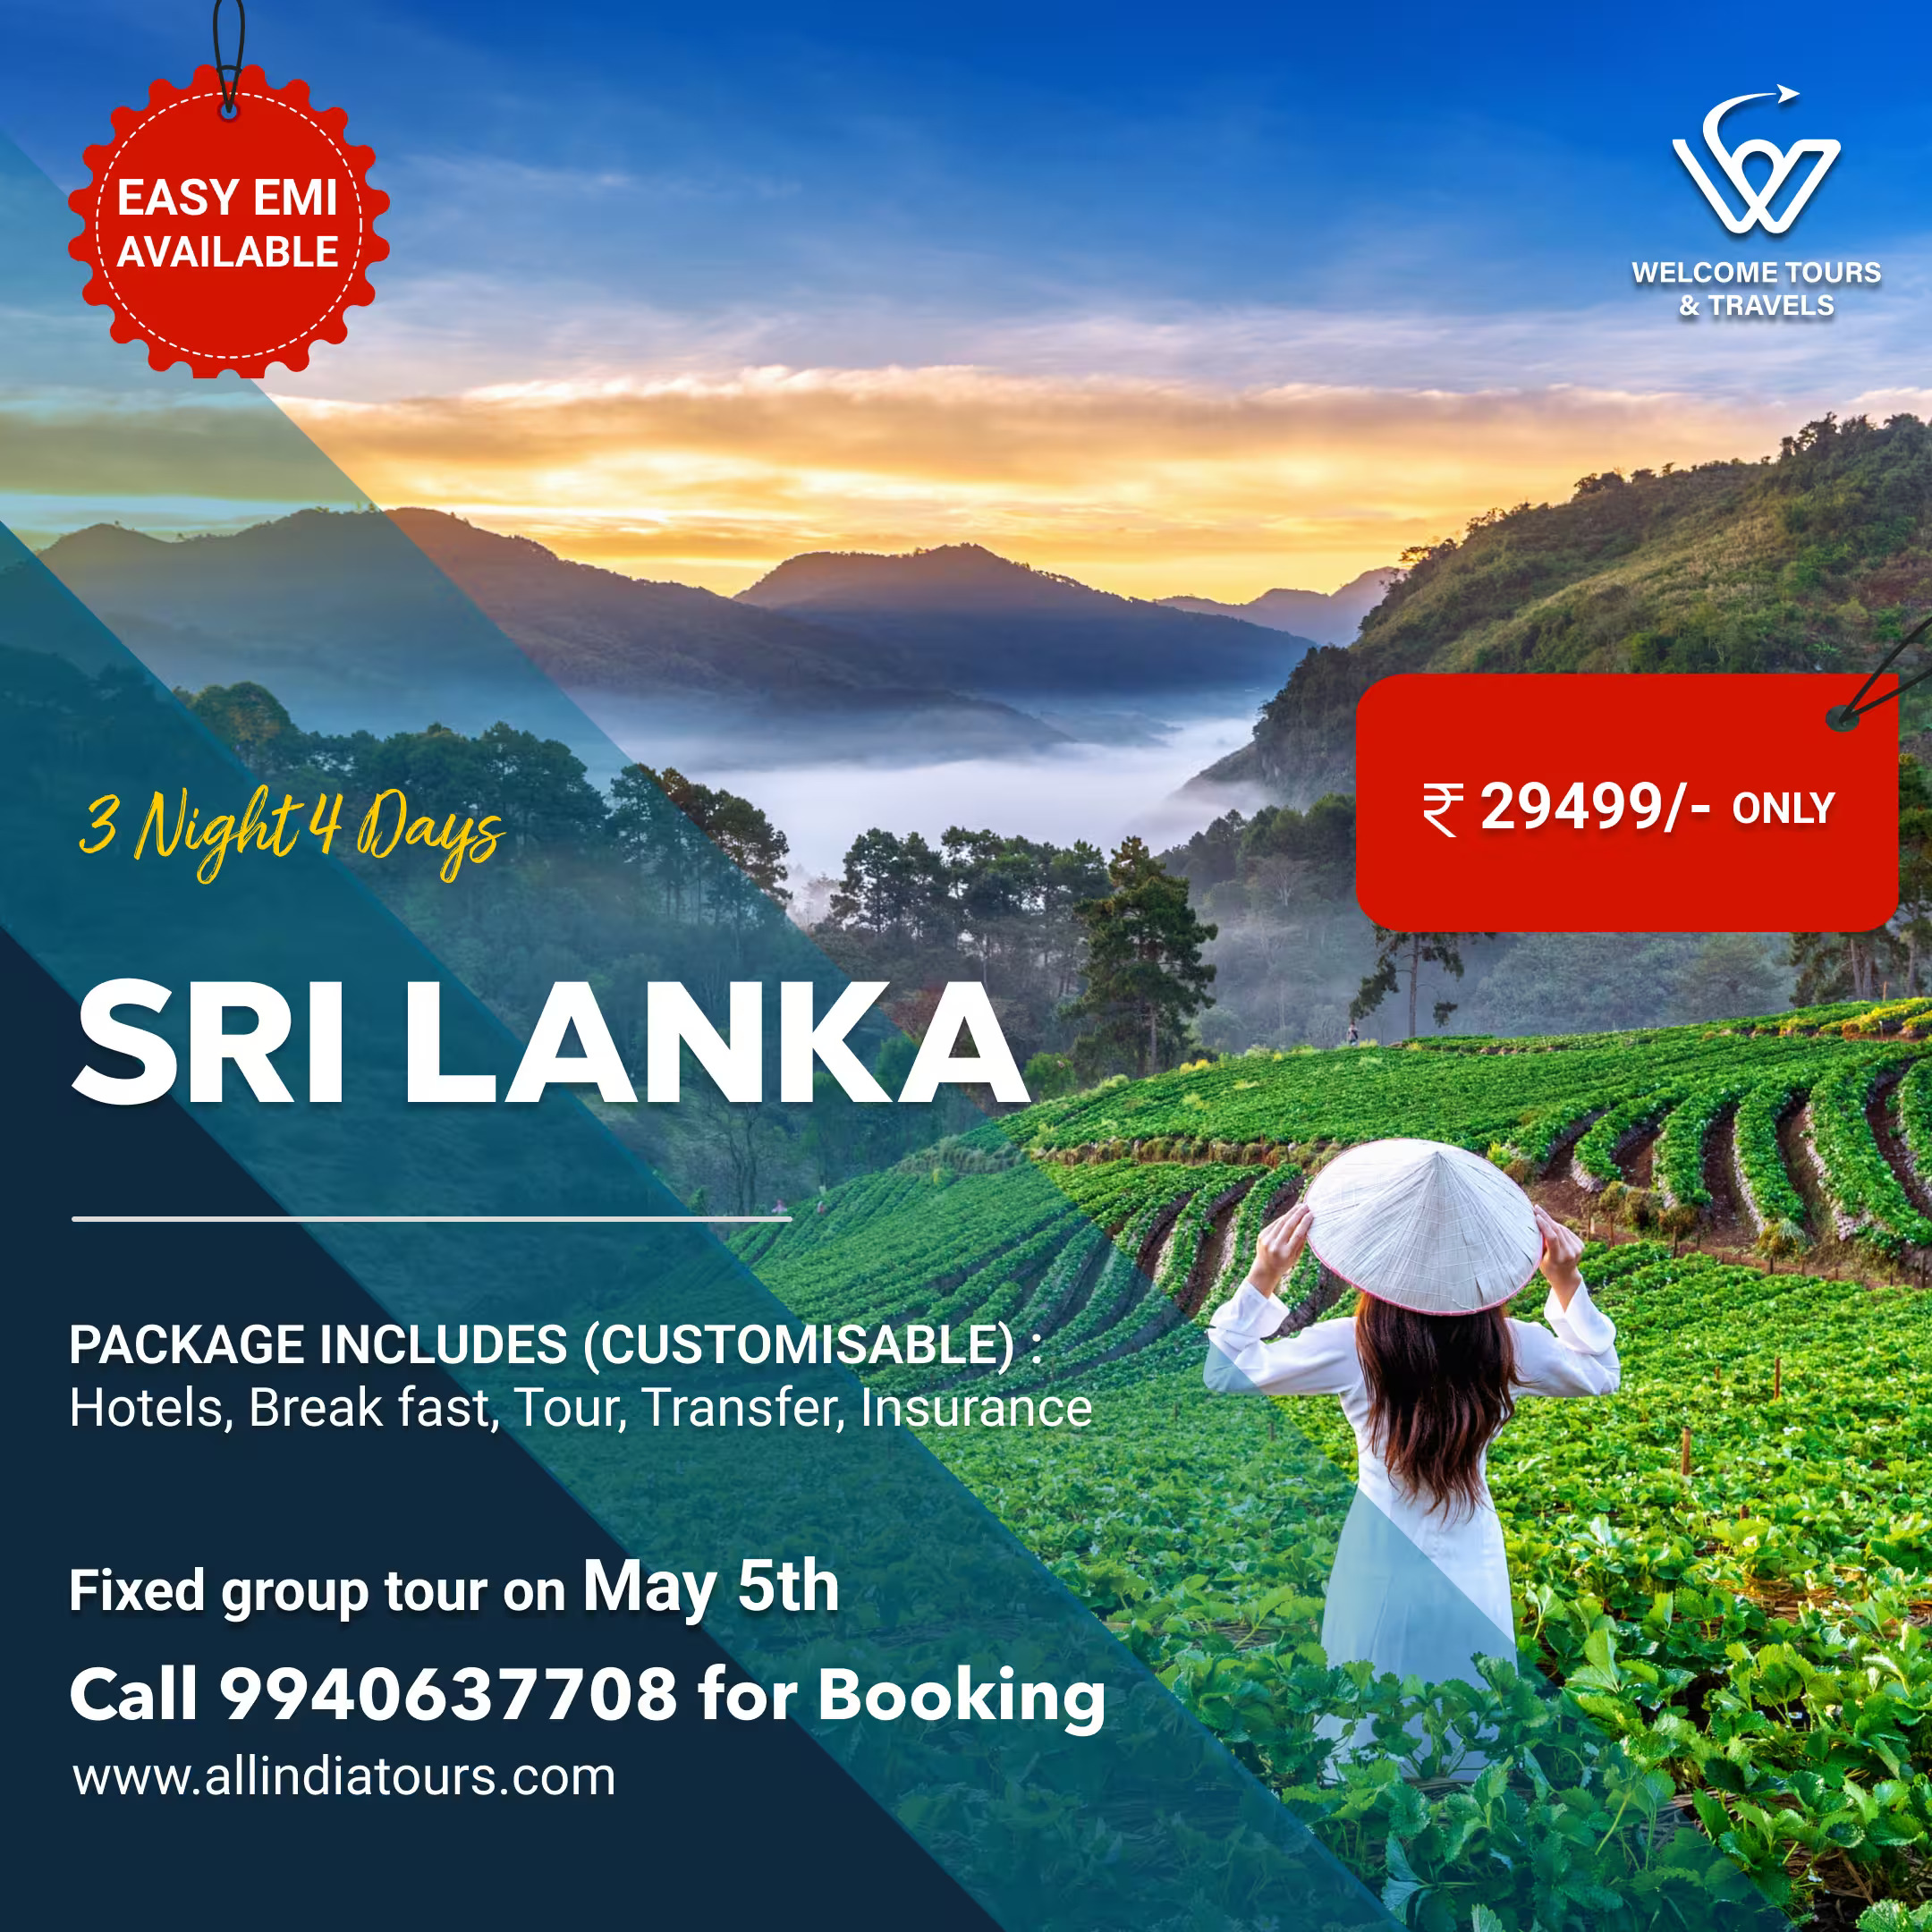 EASY EMI
AVAILABLE
WELCOME TOURS
& TRAVELS
₹ 29499/- ONLY
3 Night 4 Days
SRI LANKA
PACKAGE INCLUDES (CUSTOMISABLE) :
Hotels, Break fast, Tour, Transfer, Insurance
Fixed group tour on May 5th
Call 9940637708 for Booking
www.allindiatours.com